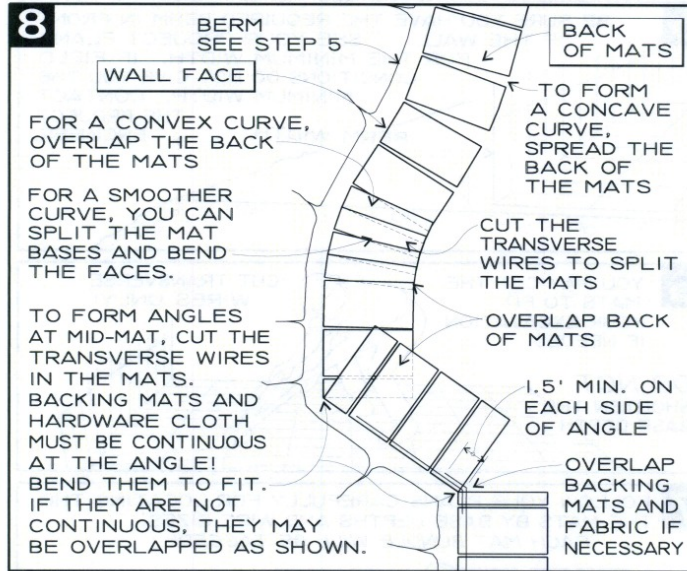 8
BERM
SEE STEP 5
WALL FACE
BACK
OF MATS
TO FORM
A CONCAVE
CURVE,
SPREAD THE
BACK OF
THE MATS
FOR A CONVEX CURVE,
OVERLAP THE BACK
OF THE MATS
FOR A SMOOTHER
CURVE, YOU CAN
SPLIT THE MAT
BASES AND BEND
THE FACES.
CUT THE
TRANSVERSE
WIRES TO SPLIT
THE MATS
OVERLAP BACK
OF MATS
TO FORM ANGLES
AT MID-MAT, CUT THE
TRANSVERSE WIRES
IN THE MATS.
BACKING MATS AND
HARDWARE CLOTH
MUST BE CONTINUOUS
AT THE ANGLE!
BEND THEM TO FIT.
IF THEY ARE NOT
CONTINUOUS, THEY MAY
BE OVERLAPPED AS SHOWN.
1.5' MIN. ON
EACH SIDE
OF ANGLE
OVERLAP
BACKING
MATS AND
FABRIC IF
NECESSARY